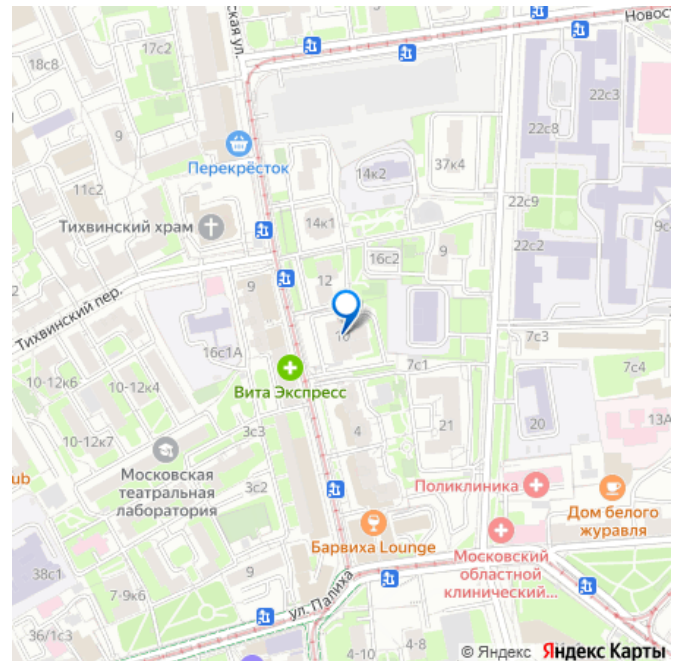 ская ул.
Новос
17с2
18с8
22с3
22с3
22с8
9
Перекрёсток
37к4
14к2
11с2
22с9
Тихвинский храм
14к1
9с
22с2
16с2
9
12
9
Тихвинский пер.
10
7с3
16с1А
7с1
7с4
10-12к6
10-12к4
Вита Экспресс
13А
20
21
4
3с3
10-12к7
Московская
театральная
лаборатория
3с2
Поликлиника
ub
Дом белого
журавля
Барвиха Lounge
Московский
областной
клинический...
38с1
9
7-9к6
ул. Палиха
36/1с3
4-8
4-10
© Яндекс Яндекс Карты